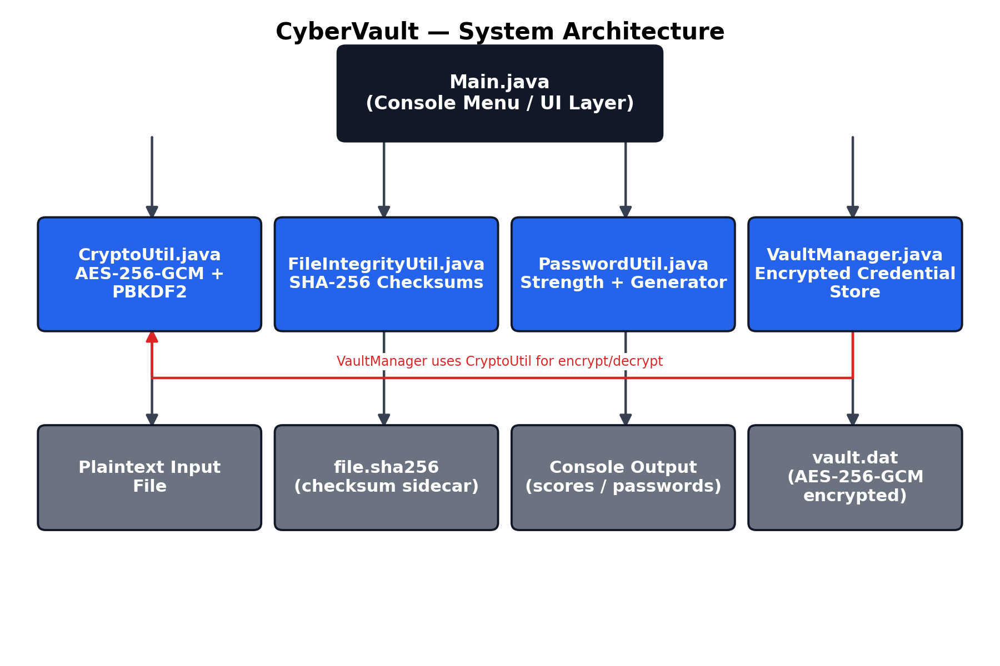 CyberVault — System Architecture
Main.java
(Console Menu / UI Layer)
CryptoUtil.java
AES-256-GCM +
PBKDF2
FileIntegrityUtil.java
SHA-256 Checksums
PasswordUtil.java
Strength + Generator
VaultManager.java
Encrypted Credential
Store
VaultManager uses CryptoUtil for encrypt/decrypt
Plaintext Input
File
file.sha256
(checksum sidecar)
Console Output
(scores / passwords)
vault.dat
(AES-256-GCM
encrypted)